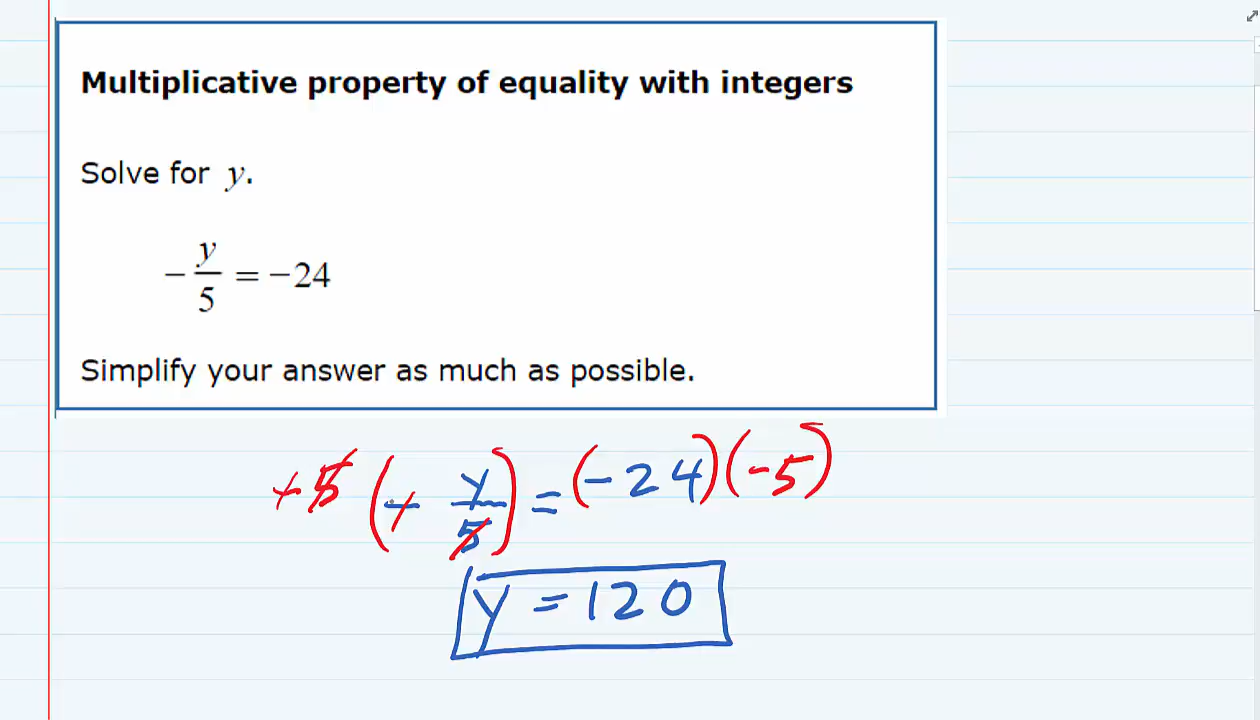 Multiplicative property of equality with integers
Solve for y.
-y/5 = -24
Simplify your answer as much as possible.
-5 (- y/5) = (-24)(-5)
y = 120